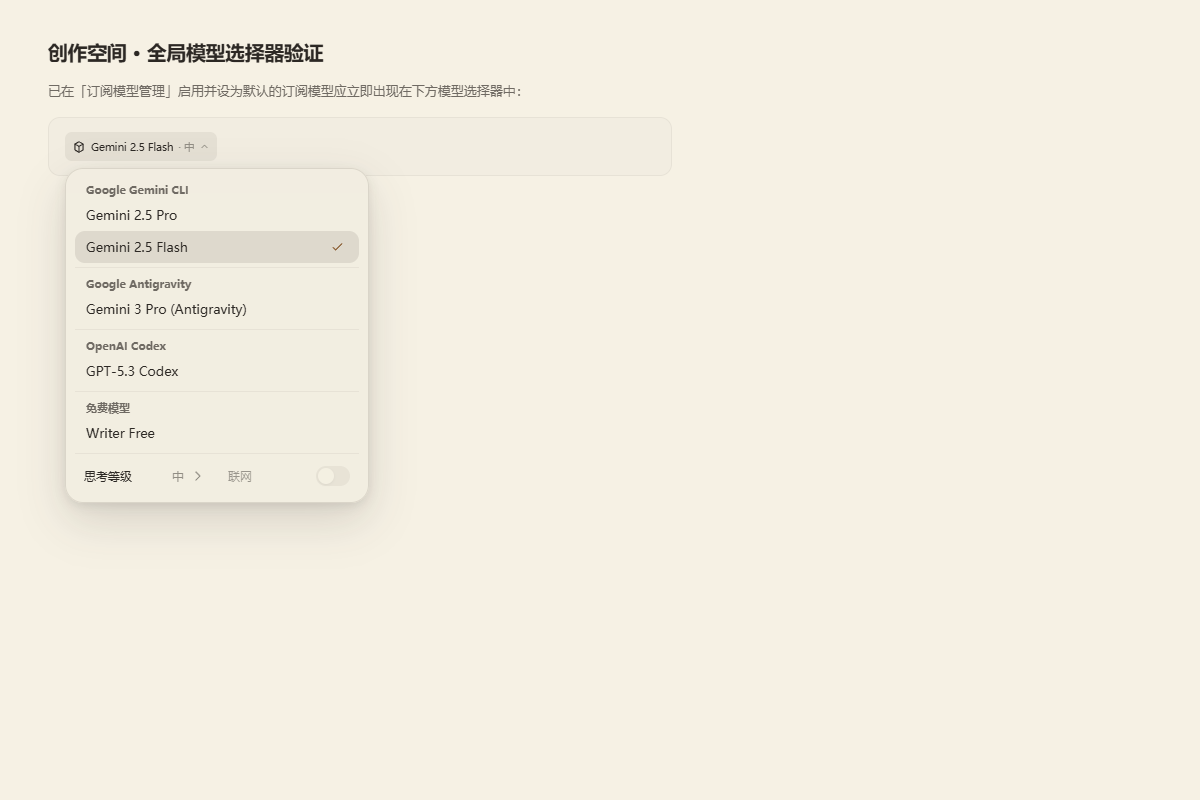 创作空间 · 全局模型选择器验证
已在「订阅模型管理」启用并设为默认的订阅模型应立即出现在下方模型选择器中：
Gemini 2.5 Flash · 中
Google Gemini CLI
Gemini 2.5 Pro
Gemini 2.5 Flash
Google Antigravity
Gemini 3 Pro (Antigravity)
OpenAI Codex
GPT-5.3 Codex
免费模型
Writer Free
思考等级 中 联网